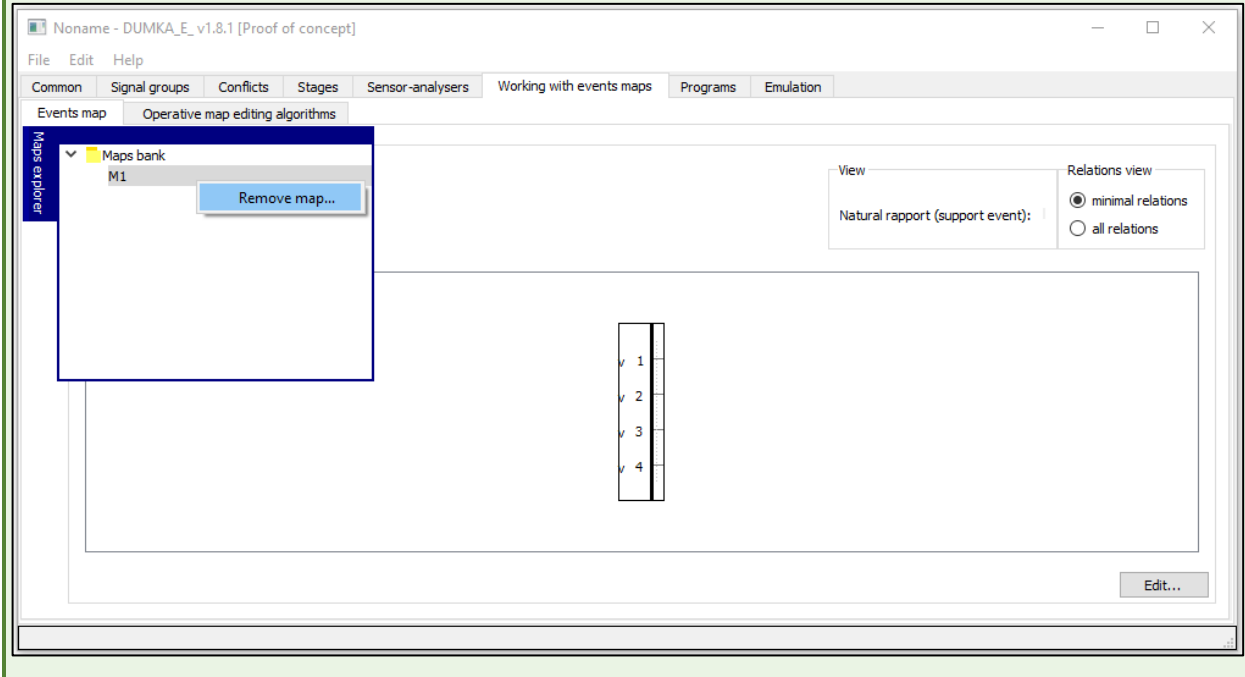 Noname - DUMKA_E_ v1.8.1 [Proof of concept]
File Edit Help
Common Signal groups Conflicts Stages Sensor-analysers Working with events maps Programs Emulation
Events map Operative map editing algorithms
Maps explorer
Maps bank
M1
Remove map...
View
Natural rapport (support event):
Relations view
minimal relations
all relations
v 1
v 2
v 3
v 4
Edit...